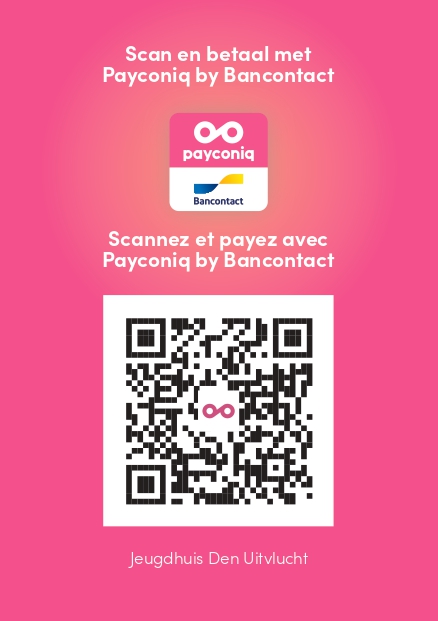 Scan en betaal met
Payconiq by Bancontact
payconiq
Bancontact
Scannez et payez avec
Payconiq by Bancontact
Jeugdhuis Den Uitvlucht